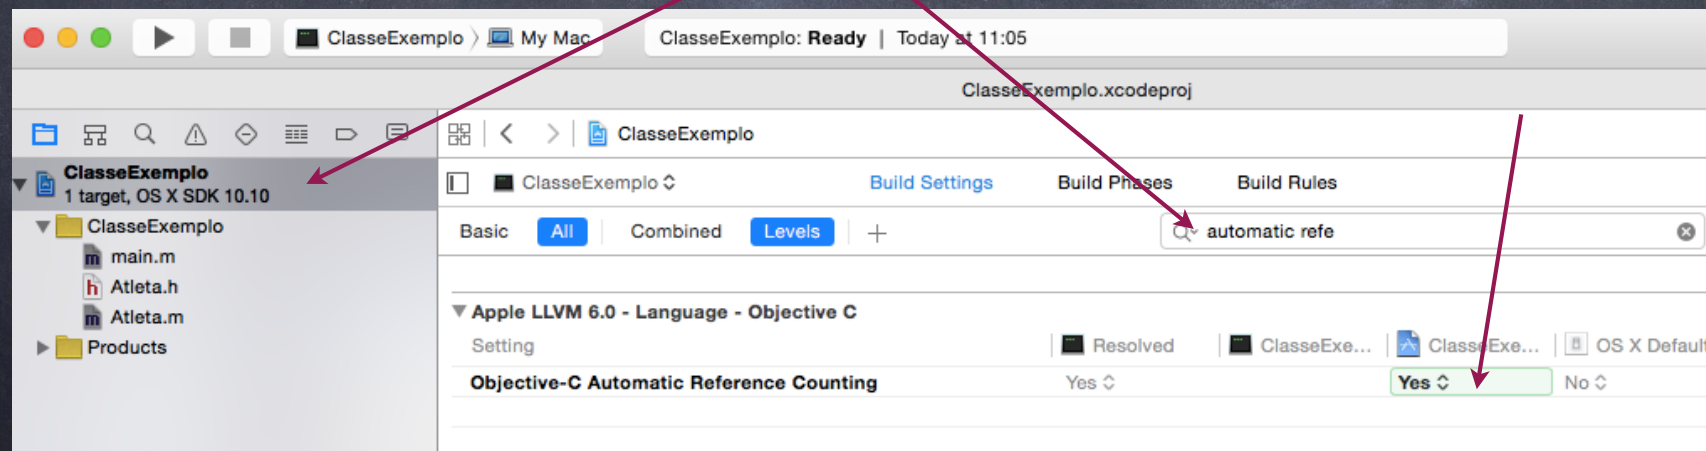 ClasseExemplo 〉 My Mac
ClasseExemplo: Ready | Today at 11:05
ClasseExemplo.xcodeproj
ClasseExemplo
ClasseExemplo
1 target, OS X SDK 10.10
ClasseExemplo
Build Settings
Build Phases
Build Rules
ClasseExemplo
main.m
Atleta.h
Atleta.m
Products
Basic
All
Combined
Levels
automatic refe
Apple LLVM 6.0 - Language - Objective C
Setting
Resolved
ClasseExe...
ClasseExe...
OS X Default
Objective-C Automatic Reference Counting
Yes
Yes
No